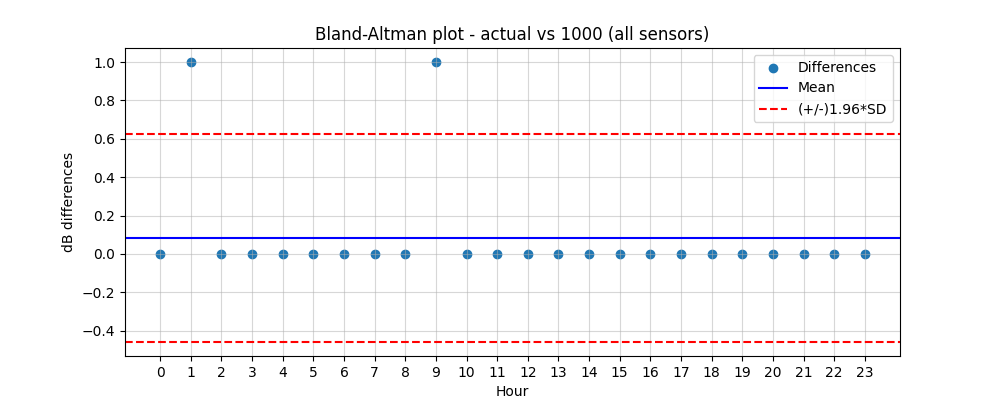 Bland-Altman plot - actual vs 1000 (all sensors)
1.0
0.8
0.6
0.4
0.2
0.0
−0.2
−0.4
dB differences
Differences
Mean
(+/-)1.96*SD
0 1 2 3 4 5 6 7 8 9 10 11 12 13 14 15 16 17 18 19 20 21 22 23
Hour